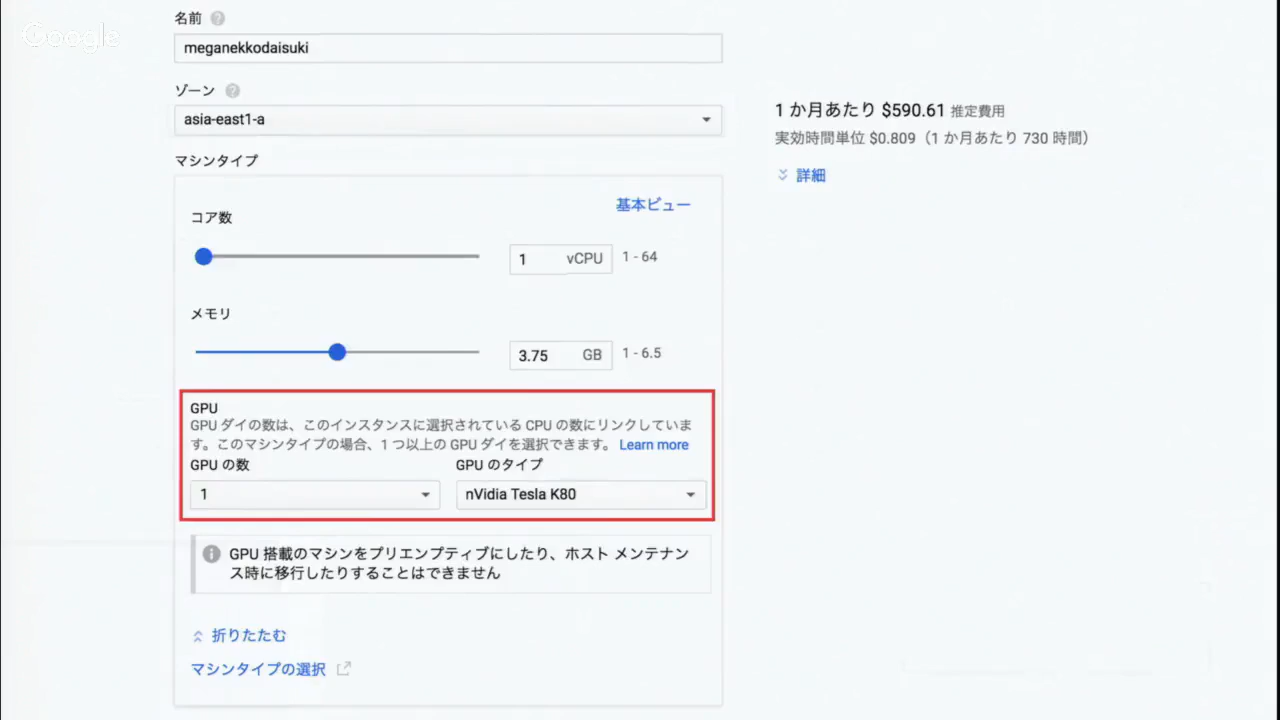 Google
名前
meganekkodaisuki
ゾーン
asia-east1-a
マシンタイプ
基本ビュー
コア数
1 vCPU 1 - 64
メモリ
3.75 GB 1 - 6.5
GPU
GPU ダイの数は、このインスタンスに選択されている CPU の数にリンクしていま
す。このマシンタイプの場合、1 つ以上の GPU ダイを選択できます。 Learn more
GPU の数 GPU のタイプ
1 nVidia Tesla K80
GPU 搭載のマシンをプリエンプティブにしたり、ホスト メンテナン
ス時に移行したりすることはできません
折りたたむ
マシンタイプの選択
1 か月あたり $590.61 推定費用
実効時間単位 $0.809（1 か月あたり 730 時間）
詳細